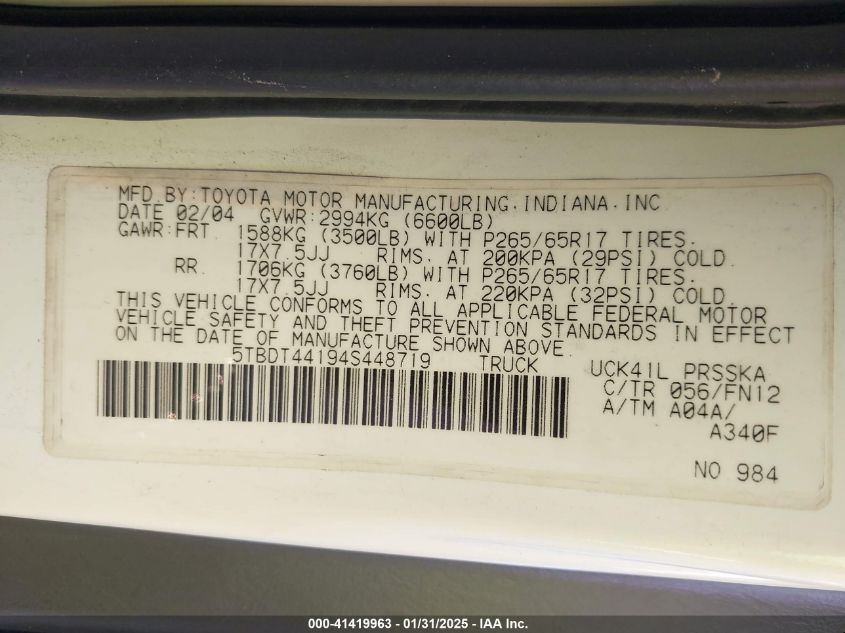 MFD. BY: TOYOTA MOTOR MANUFACTURING. INDIANA. INC
DATE 02/04 GVWR:2994KG (6600LB)
GAWR:FRT. 1588KG (3500LB) WITH P265/65R17 TIRES.
17X7.5JJ RIMS. AT 200KPA (29PSI) COLD.
RR. 1706KG (3760LB) WITH P265/65R17 TIRES.
17X7.5JJ RIMS. AT 220KPA (32PSI) COLD.
THIS VEHICLE CONFORMS TO ALL APPLICABLE FEDERAL MOTOR
VEHICLE SAFETY AND THEFT PREVENTION STANDARDS IN EFFECT
ON THE DATE OF MANUFACTURE SHOWN ABOVE.
5TBDT44194S448719 TRUCK
UCK41L PRSSKA
C/TR 056/FN12
A/TM A04A/
A340F
NO 984
000-41419963 - 01/31/2025 - IAA Inc.